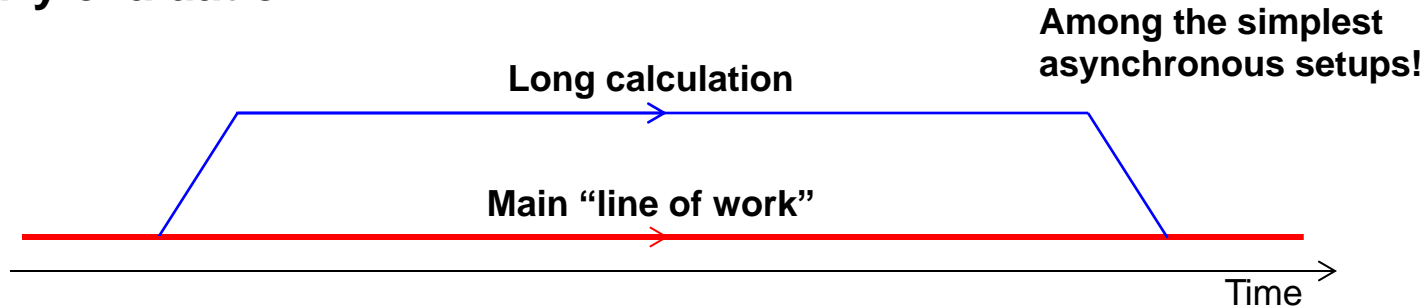 Among the simplest
asynchronous setups!
Long calculation
Main “line of work”
Time